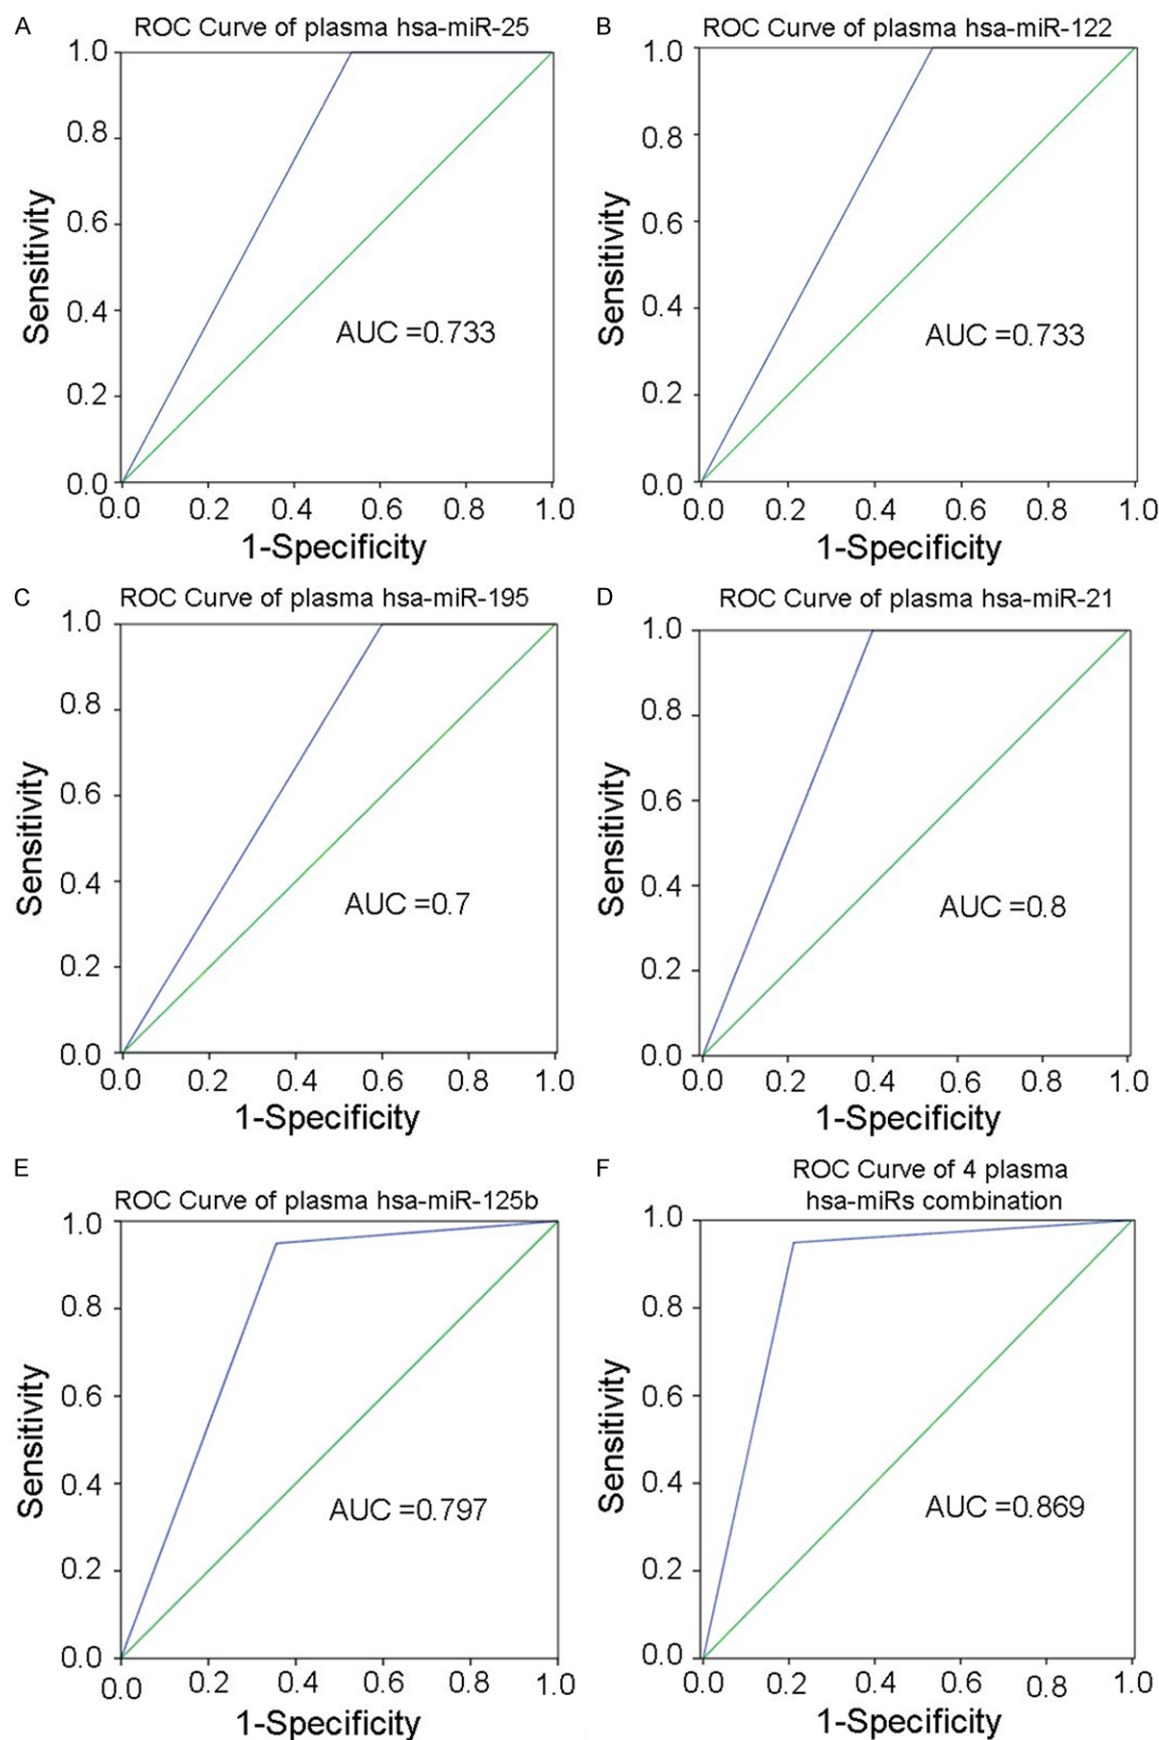 A
ROC Curve of plasma hsa-miR-25
1.0
0.8
0.6
0.4
0.2
0.0
Sensitivity
AUC =0.733
0.0 0.2 0.4 0.6 0.8 1.0
1-Specificity
B
ROC Curve of plasma hsa-miR-122
1.0
0.8
0.6
0.4
0.2
0.0
Sensitivity
AUC =0.733
0.0 0.2 0.4 0.6 0.8 1.0
1-Specificity
C
ROC Curve of plasma hsa-miR-195
1.0
0.8
0.6
0.4
0.2
0.0
Sensitivity
AUC =0.7
0.0 0.2 0.4 0.6 0.8 1.0
1-Specificity
D
ROC Curve of plasma hsa-miR-21
1.0
0.8
0.6
0.4
0.2
0.0
Sensitivity
AUC =0.8
0.0 0.2 0.4 0.6 0.8 1.0
1-Specificity
E
ROC Curve of plasma hsa-miR-125b
1.0
0.8
0.6
0.4
0.2
0.0
Sensitivity
AUC =0.797
0.0 0.2 0.4 0.6 0.8 1.0
1-Specificity
F
ROC Curve of 4 plasma
hsa-miRs combination
1.0
0.8
0.6
0.4
0.2
0.0
Sensitivity
AUC =0.869
0.0 0.2 0.4 0.6 0.8 1.0
1-Specificity